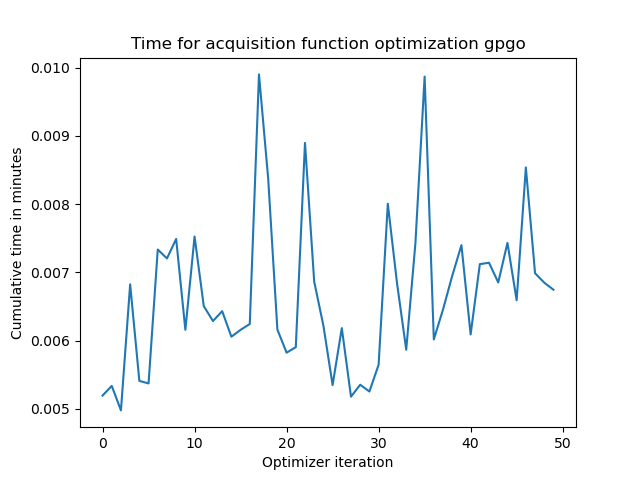 Time for acquisition function optimization gpgo
Cumulative time in minutes
0.010
0.009
0.008
0.007
0.006
0.005
0 10 20 30 40 50
Optimizer iteration